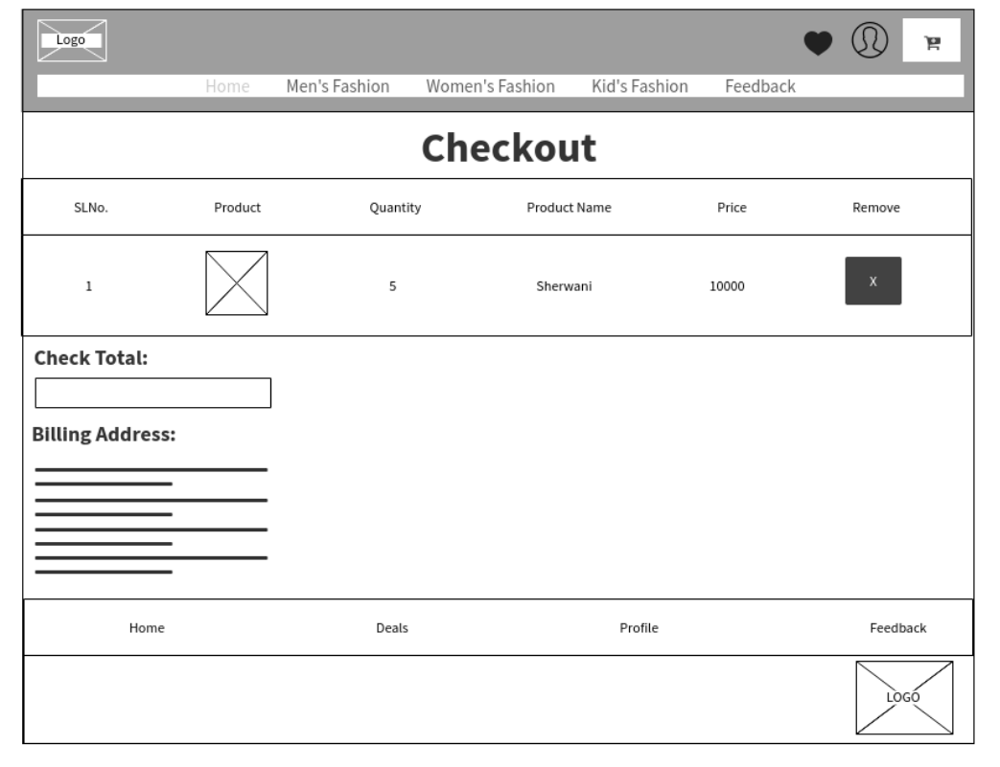 Logo
Home Men's Fashion Women's Fashion Kid's Fashion Feedback
Checkout
SLNo. Product Quantity Product Name Price Remove
1 5 Sherwani 10000 X
Check Total:
Billing Address:
Home Deals Profile Feedback
LOGO